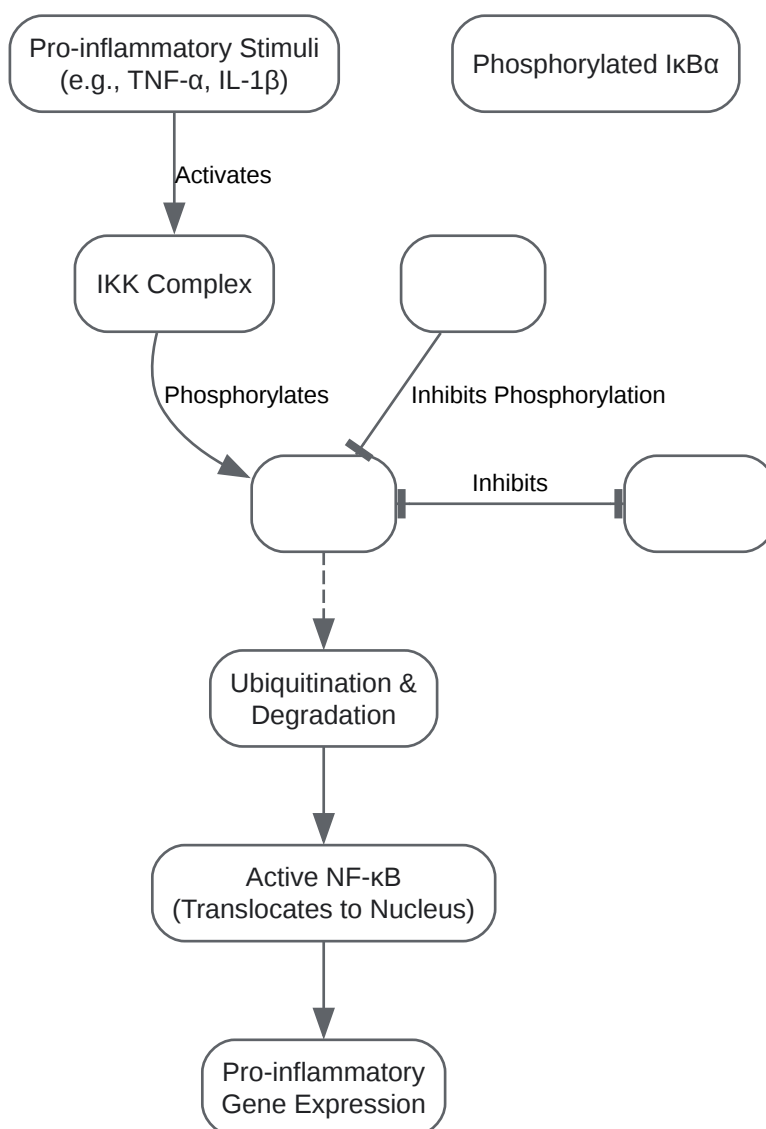 Pro-inflammatory Stimuli
(e.g., TNF-α, IL-1β)
Phosphorylated IκBα
Activates
IKK Complex
Phosphorylates
Inhibits Phosphorylation
Inhibits
Ubiquitination &
Degradation
Active NF-κB
(Translocates to Nucleus)
Pro-inflammatory
Gene Expression